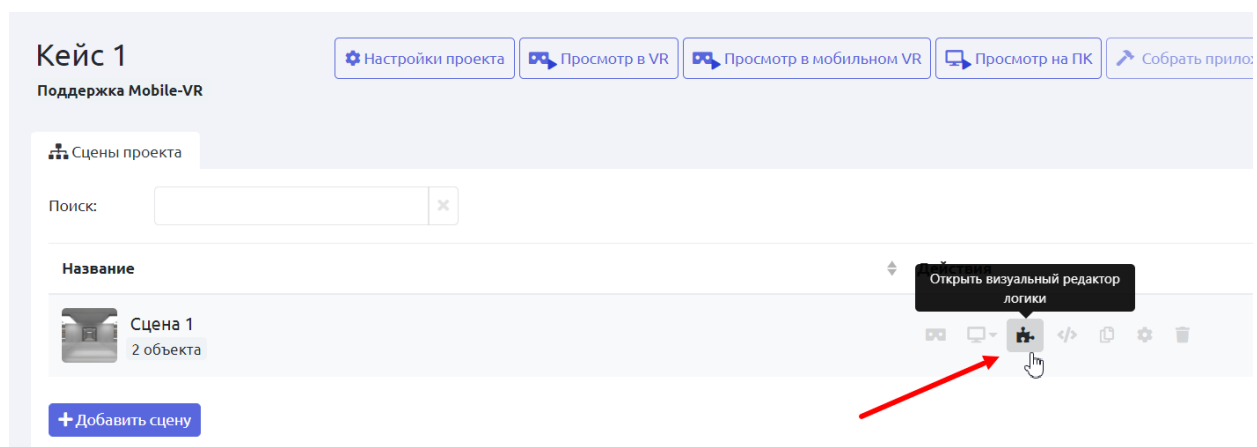 Кейс 1
Настройки проекта
Просмотр в VR
Просмотр в мобильном VR
Просмотр на ПК
Собрать прилож
Поддержка Mobile-VR
Сцены проекта
Поиск:
Название
Действия
Открыть визуальный редактор
логики
Сцена 1
2 объекта
Добавить сцену